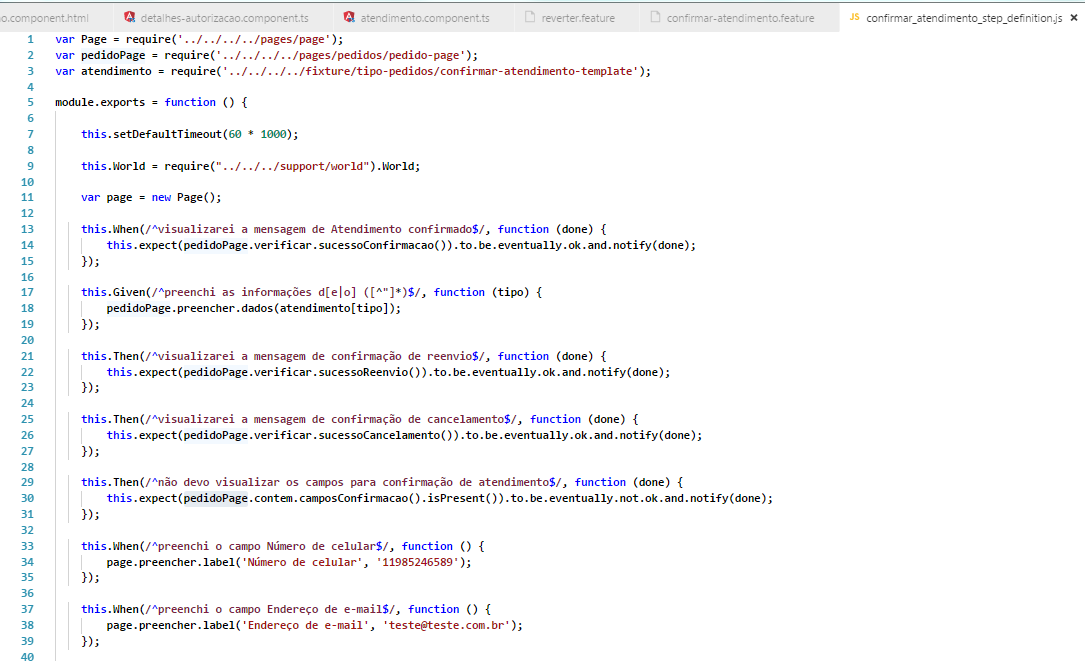 o.component.html detalhes-autorizacao.component.ts atendimento.component.ts reverter.feature confirmar-atendimento.feature JS confirmar_atendimento_step_definition.js ×
1 var Page = require('../../../../pages/page');
2 var pedidoPage = require('../../../../pages/pedidos/pedido-page');
3 var atendimento = require('../../../../fixture/tipo-pedidos/confirmar-atendimento-template');
4
5 module.exports = function () {
6
7     this.setDefaultTimeout(60 * 1000);
8
9     this.World = require("../../../support/world").World;
10
11     var page = new Page();
12
13     this.When(/^visualizarei a mensagem de Atendimento confirmado$/, function (done) {
14         this.expect(pedidoPage.verificar.sucessoConfirmacao()).to.be.eventually.ok.and.notify(done);
15     });
16
17     this.Given(/^preenchi as informações d[e|o] ([^"]*)$/, function (tipo) {
18         pedidoPage.preencher.dados(atendimento[tipo]);
19     });
20
21     this.Then(/^visualizarei a mensagem de confirmação de reenvio$/, function (done) {
22         this.expect(pedidoPage.verificar.sucessoReenvio()).to.be.eventually.ok.and.notify(done);
23     });
24
25     this.Then(/^visualizarei a mensagem de confirmação de cancelamento$/, function (done) {
26         this.expect(pedidoPage.verificar.sucessoCancelamento()).to.be.eventually.ok.and.notify(done);
27     });
28
29     this.Then(/^não devo visualizar os campos para confirmação de atendimento$/, function (done) {
30         this.expect(pedidoPage.contem.camposConfirmacao().isPresent()).to.be.eventually.not.ok.and.notify(done);
31     });
32
33     this.When(/^preenchi o campo Número de celular$/, function () {
34         page.preencher.label('Número de celular', '11985246589');
35     });
36
37     this.When(/^preenchi o campo Endereço de e-mail$/, function () {
38         page.preencher.label('Endereço de e-mail', 'teste@teste.com.br');
39     });
40